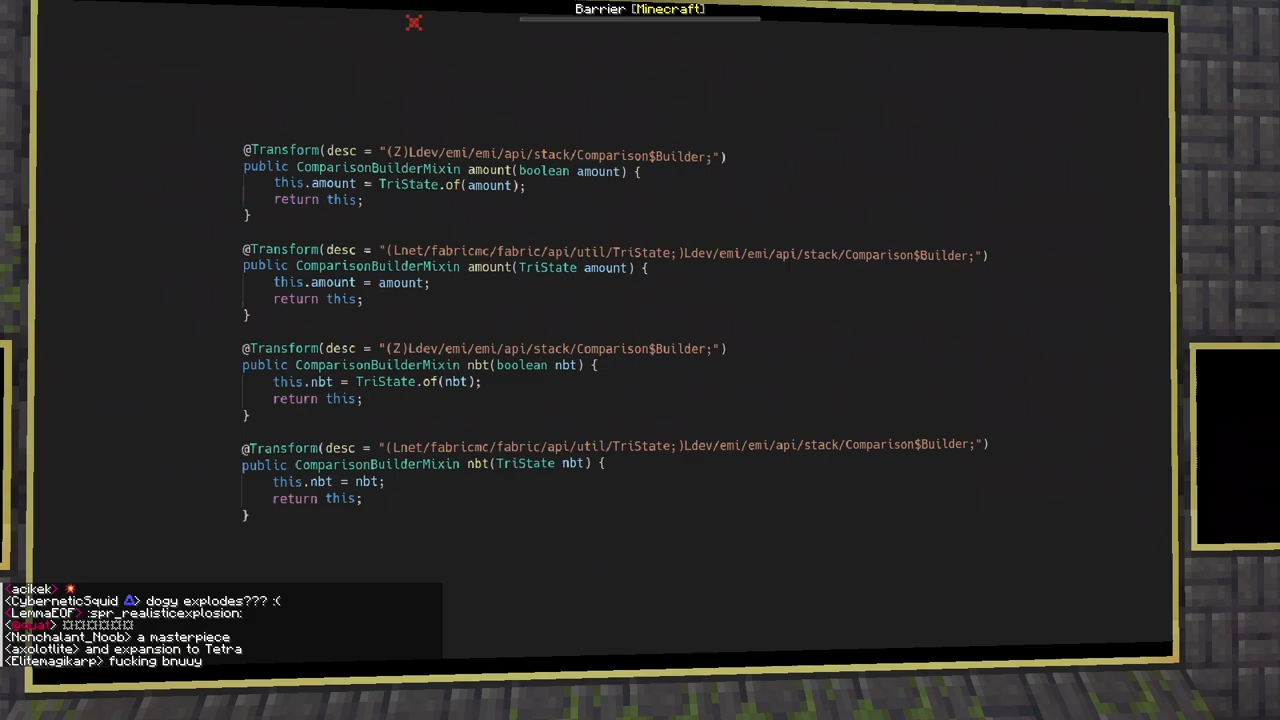 Barrier [Minecraft]
@Transform(desc = "(Z)Ldev/emi/emi/api/stack/Comparison$Builder;")
public ComparisonBuilderMixin amount(boolean amount) {
this.amount = TriState.of(amount);
return this;
}
@Transform(desc = "(Lnet/fabricmc/fabric/api/util/TriState;)Ldev/emi/emi/api/stack/Comparison$Builder;")
public ComparisonBuilderMixin amount(TriState amount) {
this.amount = amount;
return this;
}
@Transform(desc = "(Z)Ldev/emi/emi/api/stack/Comparison$Builder;")
public ComparisonBuilderMixin nbt(boolean nbt) {
this.nbt = TriState.of(nbt);
return this;
}
@Transform(desc = "(Lnet/fabricmc/fabric/api/util/TriState;)Ldev/emi/emi/api/stack/Comparison$Builder;")
public ComparisonBuilderMixin nbt(TriState nbt) {
this.nbt = nbt;
return this;
}
<acikek>
<CyberneticSquid > dogy explodes??? :(
<LemmaEOF> :spr_realisticexplosion:
<@quat>
<Nonchalant_Noob> a masterpiece
<axolotlite> and expansion to Tetra
<Elitemagikarp> fucking bnuuy